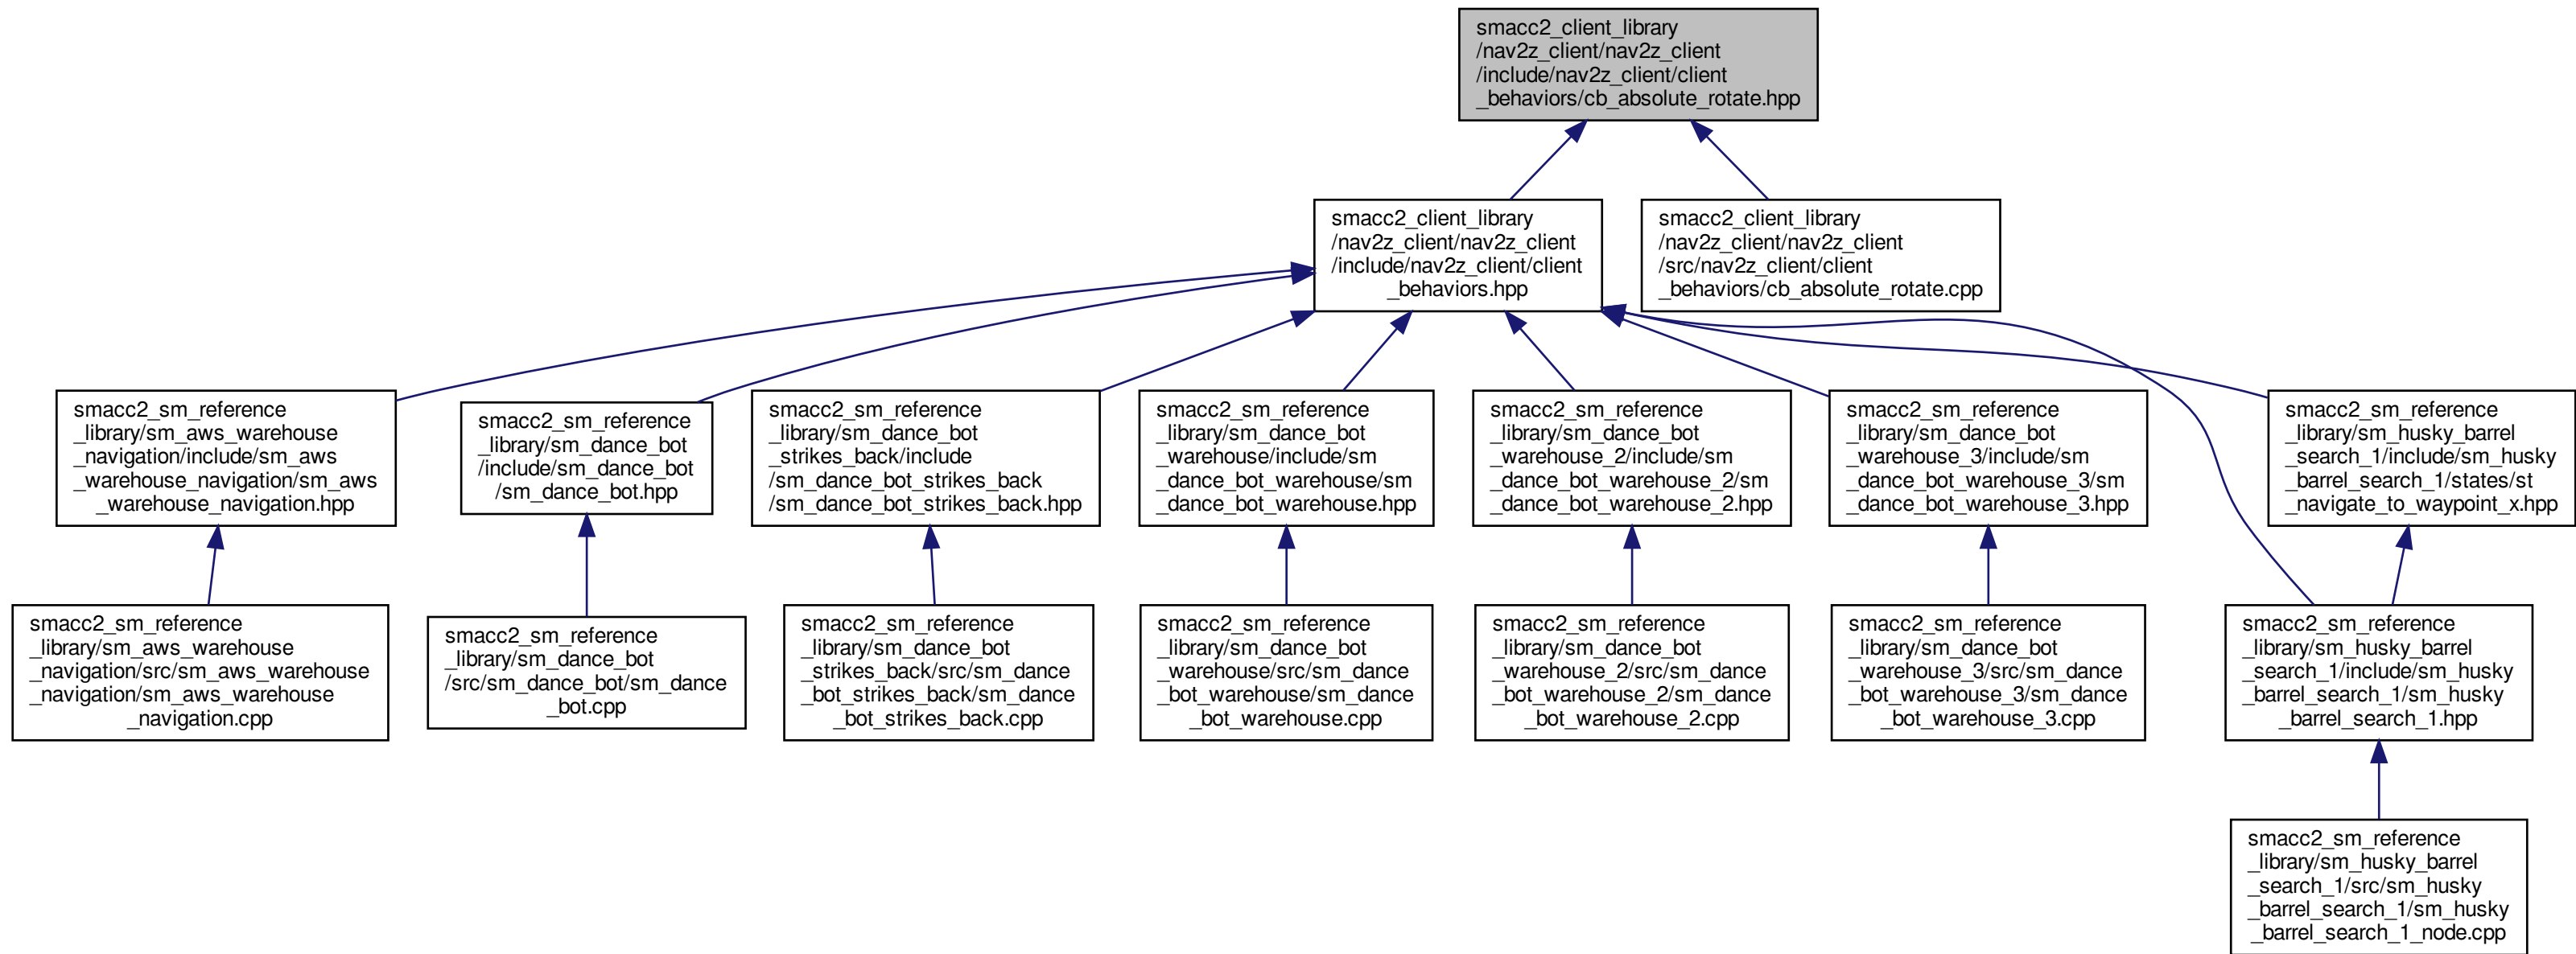 smacc2_client_library
/nav2z_client/nav2z_client
/include/nav2z_client/client
_behaviors/cb_absolute_rotate.hpp
smacc2_client_library
/nav2z_client/nav2z_client
/include/nav2z_client/client
_behaviors.hpp
smacc2_client_library
/nav2z_client/nav2z_client
/src/nav2z_client/client
_behaviors/cb_absolute_rotate.cpp
smacc2_sm_reference
_library/sm_aws_warehouse
_navigation/include/sm_aws
_warehouse_navigation/sm_aws
_warehouse_navigation.hpp
smacc2_sm_reference
_library/sm_dance_bot
/include/sm_dance_bot
/sm_dance_bot.hpp
smacc2_sm_reference
_library/sm_dance_bot
_strikes_back/include
/sm_dance_bot_strikes_back
/sm_dance_bot_strikes_back.hpp
smacc2_sm_reference
_library/sm_dance_bot
_warehouse/include/sm
_dance_bot_warehouse/sm
_dance_bot_warehouse.hpp
smacc2_sm_reference
_library/sm_dance_bot
_warehouse_2/include/sm
_dance_bot_warehouse_2/sm
_dance_bot_warehouse_2.hpp
smacc2_sm_reference
_library/sm_dance_bot
_warehouse_3/include/sm
_dance_bot_warehouse_3/sm
_dance_bot_warehouse_3.hpp
smacc2_sm_reference
_library/sm_husky_barrel
_search_1/include/sm_husky
_barrel_search_1/states/st
_navigate_to_waypoint_x.hpp
smacc2_sm_reference
_library/sm_aws_warehouse
_navigation/src/sm_aws_warehouse
_navigation/sm_aws_warehouse
_navigation.cpp
smacc2_sm_reference
_library/sm_dance_bot
/src/sm_dance_bot/sm_dance
_bot.cpp
smacc2_sm_reference
_library/sm_dance_bot
_strikes_back/src/sm_dance
_bot_strikes_back/sm_dance
_bot_strikes_back.cpp
smacc2_sm_reference
_library/sm_dance_bot
_warehouse/src/sm_dance
_bot_warehouse/sm_dance
_bot_warehouse.cpp
smacc2_sm_reference
_library/sm_dance_bot
_warehouse_2/src/sm_dance
_bot_warehouse_2/sm_dance
_bot_warehouse_2.cpp
smacc2_sm_reference
_library/sm_dance_bot
_warehouse_3/src/sm_dance
_bot_warehouse_3/sm_dance
_bot_warehouse_3.cpp
smacc2_sm_reference
_library/sm_husky_barrel
_search_1/include/sm_husky
_barrel_search_1/sm_husky
_barrel_search_1.hpp
smacc2_sm_reference
_library/sm_husky_barrel
_search_1/src/sm_husky
_barrel_search_1/sm_husky
_barrel_search_1_node.cpp